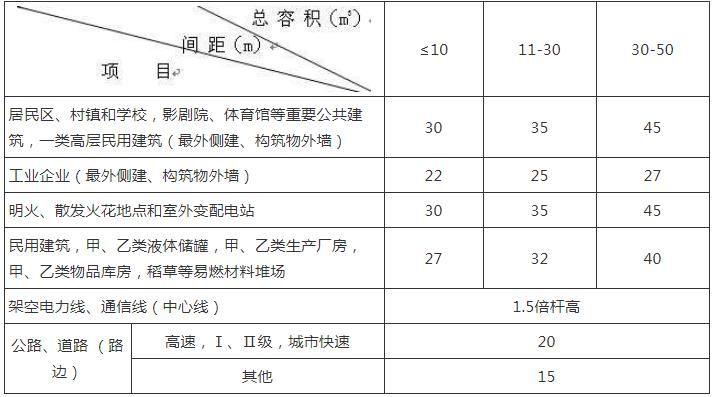 总容积(m³)
间距(m)
项 目
≤10
11-30
30-50
居民区、村镇和学校，影剧院、体育馆等重要公共建
筑，一类高层民用建筑（最外侧建、构筑物外墙）
30
35
45
工业企业（最外侧建、构筑物外墙）
22
25
27
明火、散发火花地点和室外变配电站
30
35
45
民用建筑，甲、乙类液体储罐，甲、乙类生产厂房，
甲、乙类物品库房，稻草等易燃材料堆场
27
32
40
架空电力线、通信线（中心线）
1.5倍杆高
公路、道路 （路
边）
高速，Ⅰ、Ⅱ级，城市快速
20
其他
15